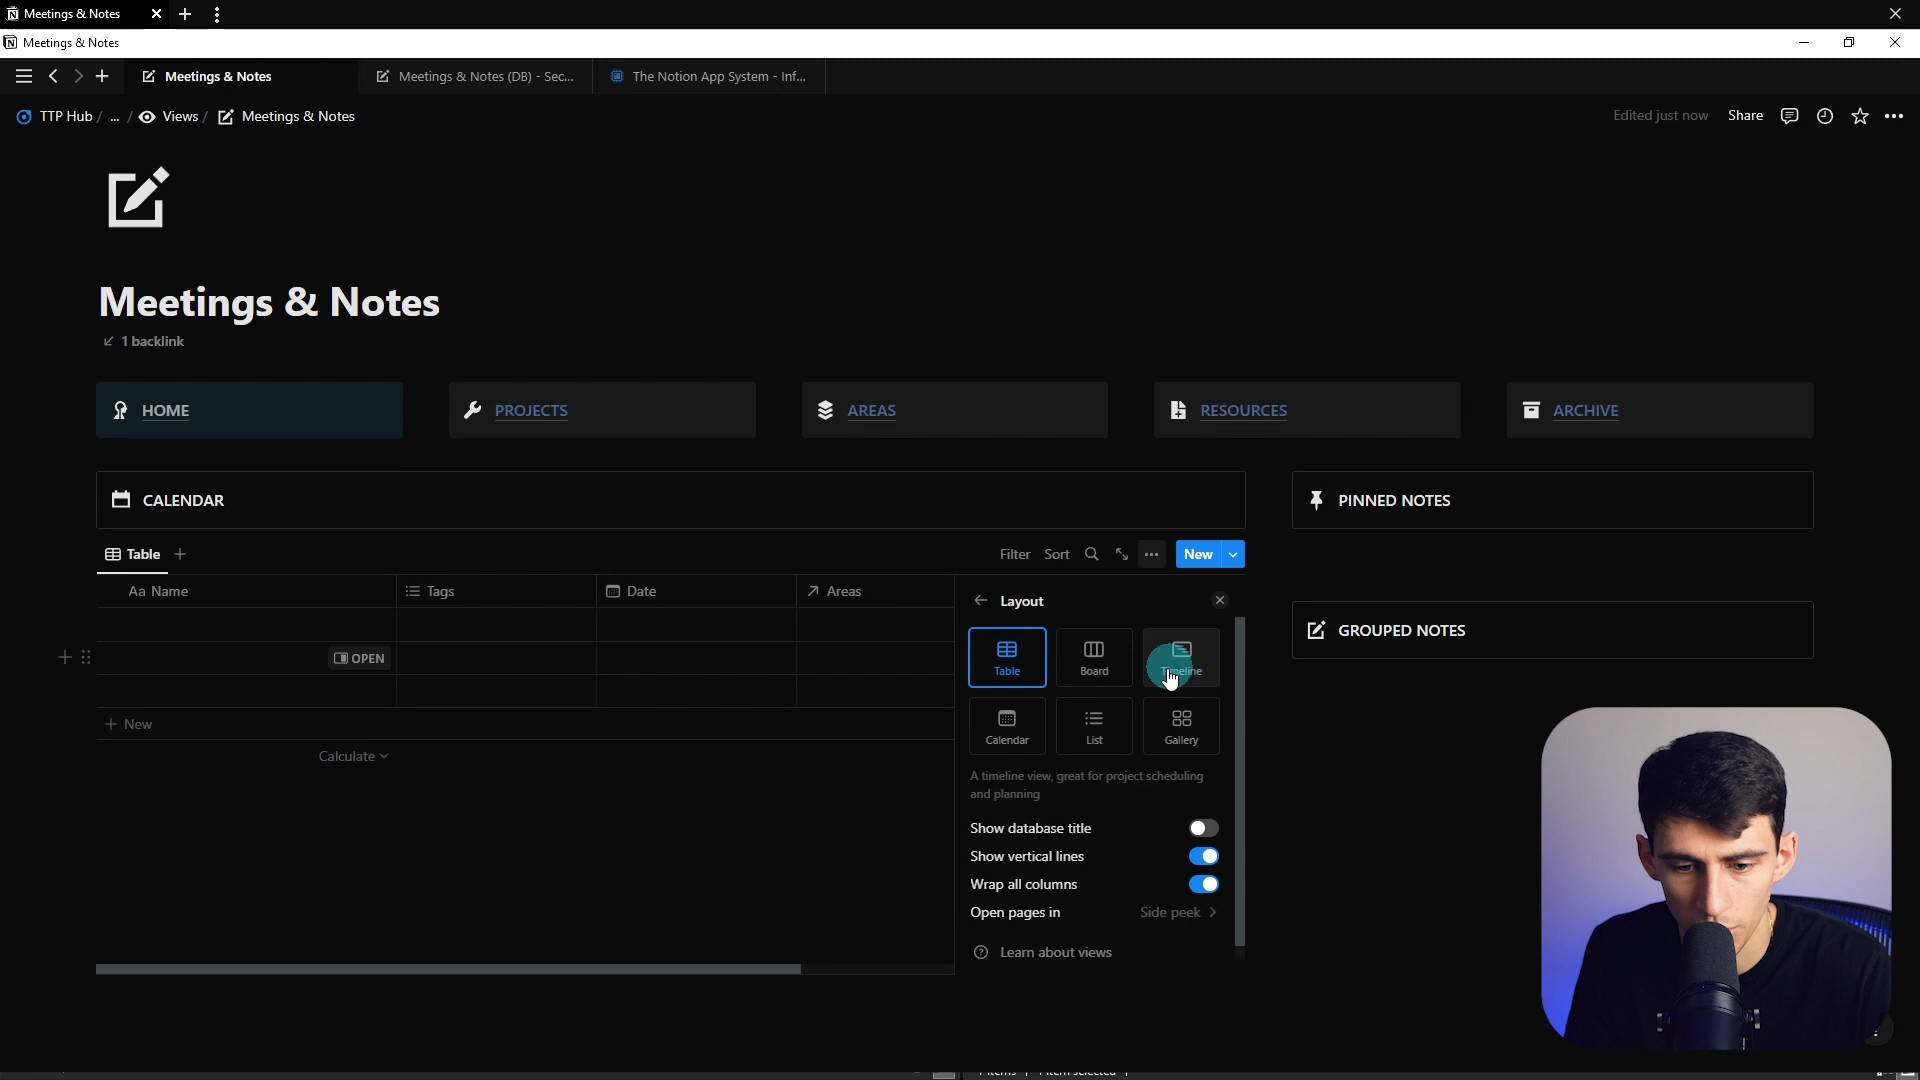 Meetings & Notes
Meetings & Notes
Meetings & Notes
Meetings & Notes (DB) - Sec...
The Notion App System - Inf...
TTP Hub / ... / Views / Meetings & Notes
Edited just now
Share
Meetings & Notes
1 backlink
HOME
PROJECTS
AREAS
RESOURCES
ARCHIVE
CALENDAR
PINNED NOTES
Table
Filter
Sort
New
Aa Name
Tags
Date
Areas
Layout
OPEN
Table
Board
Timeline
GROUPED NOTES
New
Calculate
Calendar
List
Gallery
A timeline view, great for project scheduling
and planning
Show database title
Show vertical lines
Wrap all columns
Open pages in
Side peek
Learn about views